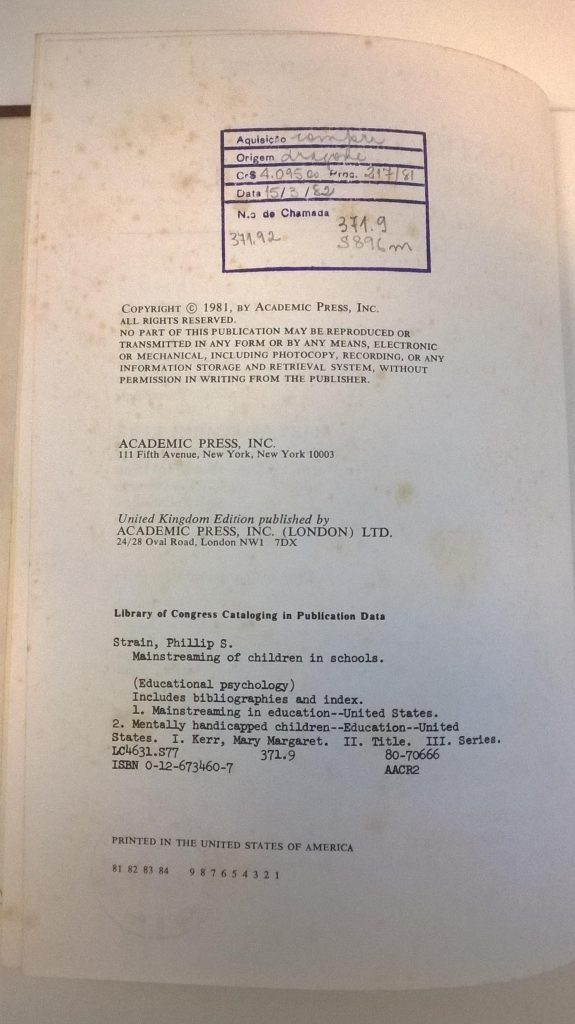 Aquisição compra
Origem
Cr$ 4.095,00 Proc. 217/81
Data 15/3/82
N.o de Chamada 371.9
371.92 S896m
COPYRIGHT © 1981, BY ACADEMIC PRESS, INC.
ALL RIGHTS RESERVED.
NO PART OF THIS PUBLICATION MAY BE REPRODUCED OR
TRANSMITTED IN ANY FORM OR BY ANY MEANS, ELECTRONIC
OR MECHANICAL, INCLUDING PHOTOCOPY, RECORDING, OR ANY
INFORMATION STORAGE AND RETRIEVAL SYSTEM, WITHOUT
PERMISSION IN WRITING FROM THE PUBLISHER.
ACADEMIC PRESS, INC.
111 Fifth Avenue, New York, New York 10003
United Kingdom Edition published by
ACADEMIC PRESS, INC. (LONDON) LTD.
24/28 Oval Road, London NW1 7DX
Library of Congress Cataloging in Publication Data
Strain, Phillip S.
Mainstreaming of children in schools.
(Educational psychology)
Includes bibliographies and index.
1. Mainstreaming in education--United States.
2. Mentally handicapped children--Education--United
States. I. Kerr, Mary Margaret. II. Title. III. Series.
LC4631.S77 371.9 80-70666
ISBN 0-12-673460-7 AACR2
PRINTED IN THE UNITED STATES OF AMERICA
81 82 83 84 9 8 7 6 5 4 3 2 1